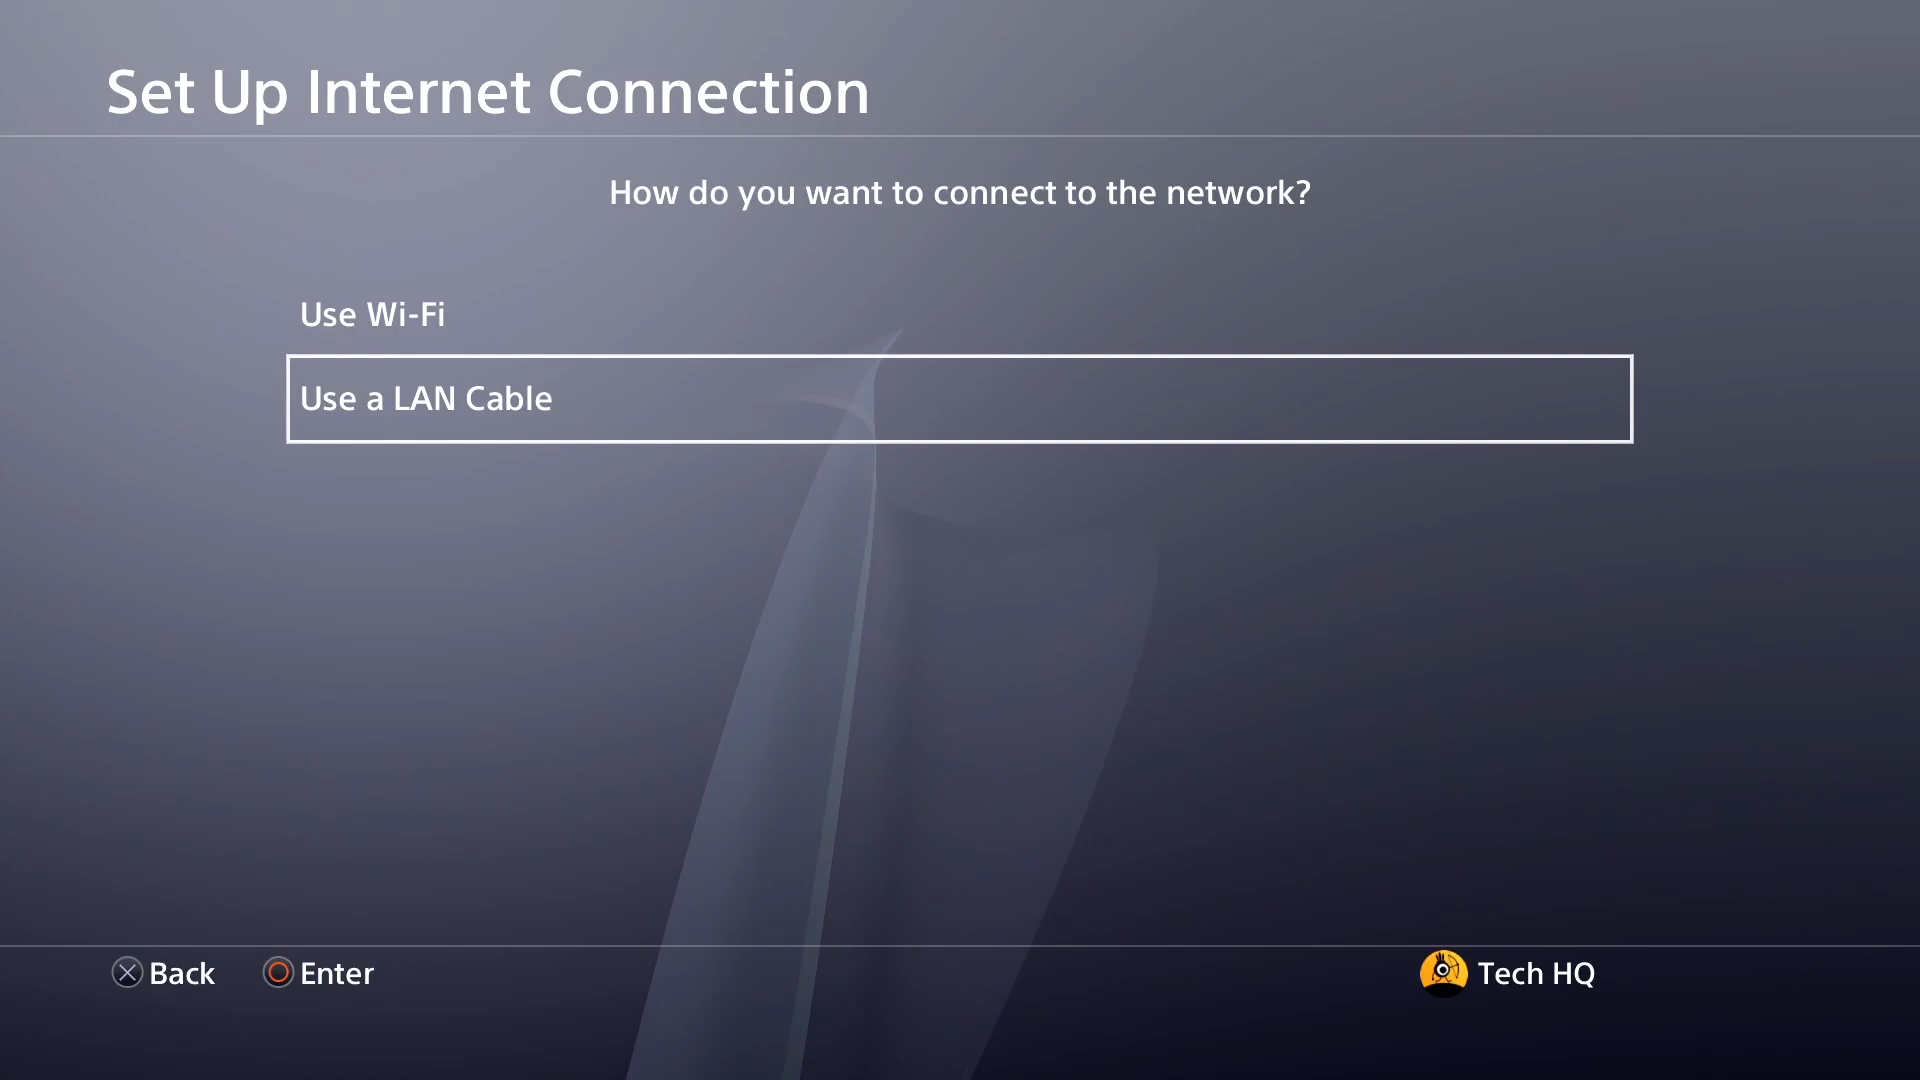 Set Up Internet Connection
How do you want to connect to the network?
Use Wi-Fi
Use a LAN Cable
Back Enter Tech HQ